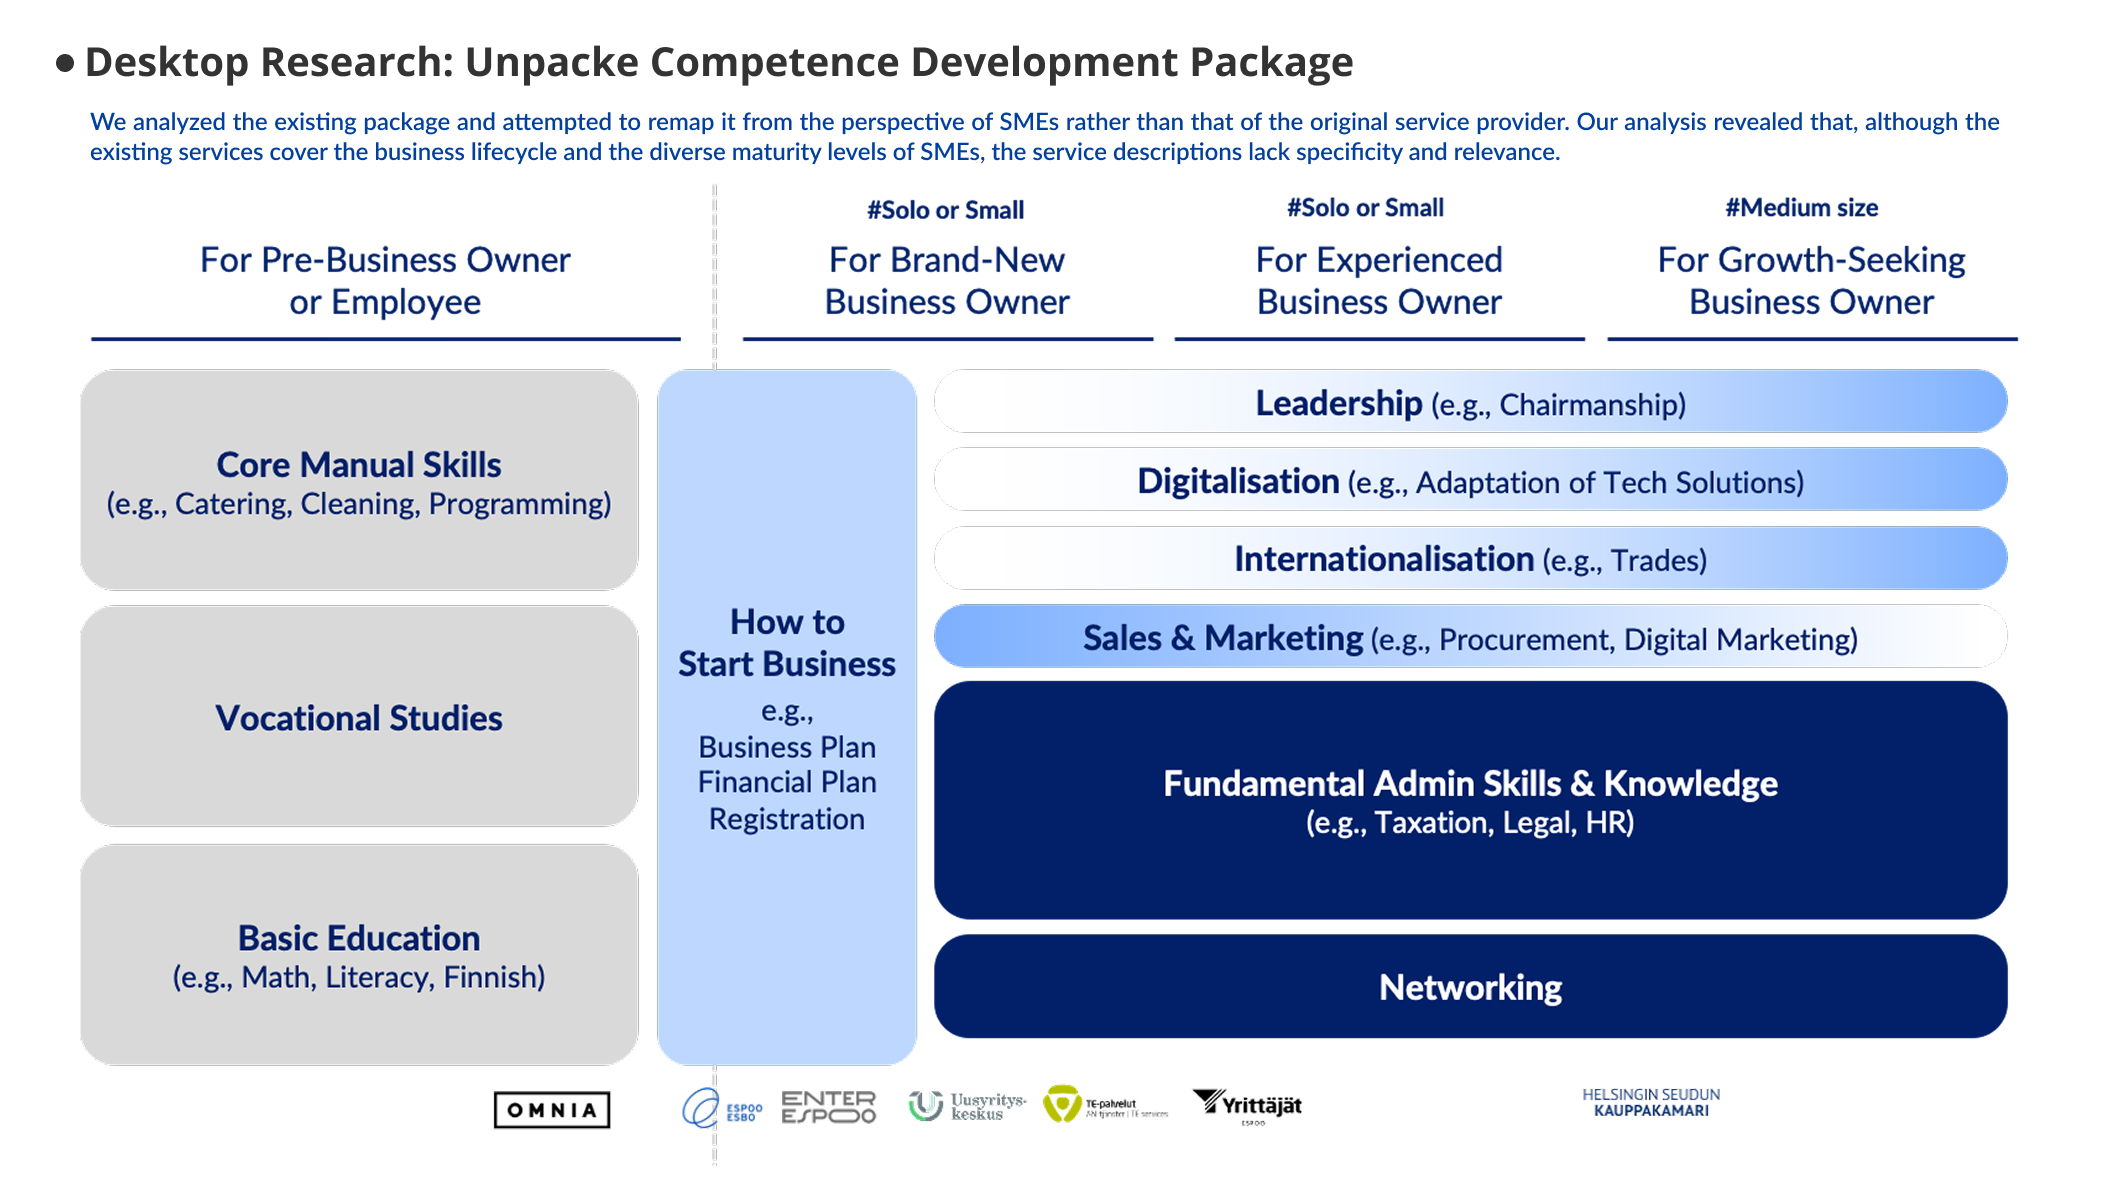 • Desktop Research: Unpacke Competence Development Package
We analyzed the existing package and attempted to remap it from the perspective of SMEs rather than that of the original service provider. Our analysis revealed that, although the
existing services cover the business lifecycle and the diverse maturity levels of SMEs, the service descriptions lack specificity and relevance.
For Pre-Business Owner
or Employee
#Solo or Small
For Brand-New
Business Owner
#Solo or Small
For Experienced
Business Owner
#Medium size
For Growth-Seeking
Business Owner
Core Manual Skills
(e.g., Catering, Cleaning, Programming)
Vocational Studies
Basic Education
(e.g., Math, Literacy, Finnish)
How to
Start Business
e.g.,
Business Plan
Financial Plan
Registration
Leadership (e.g., Chairmanship)
Digitalisation (e.g., Adaptation of Tech Solutions)
Internationalisation (e.g., Trades)
Sales & Marketing (e.g., Procurement, Digital Marketing)
Fundamental Admin Skills & Knowledge
(e.g., Taxation, Legal, HR)
Networking
OMNIA
ESPOO
ESBO
ENTER
ESPOO
Uusyritys-
keskus
TE-palvelut
AN-tjänster | TE services
Yrittäjät
ESPOO
HELSINGIN SEUDUN
KAUPPAKAMARI